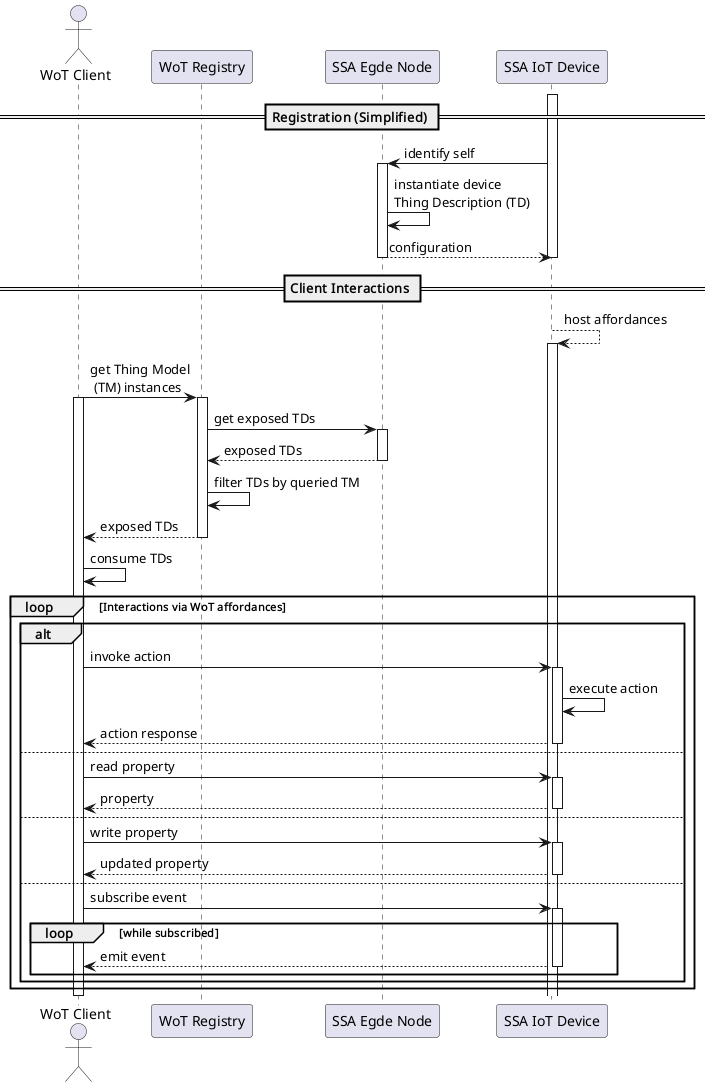 WoT Client
WoT Registry
SSA Egde Node
SSA IoT Device
Registration (Simplified)
identify self
instantiate device
Thing Description (TD)
configuration
Client Interactions
host affordances
get Thing Model
(TM) instances
get exposed TDs
exposed TDs
filter TDs by queried TM
exposed TDs
consume TDs
loop [Interactions via WoT affordances]
alt
invoke action
execute action
action response
read property
property
write property
updated property
subscribe event
loop [while subscribed]
emit event
WoT Client
WoT Registry
SSA Egde Node
SSA IoT Device